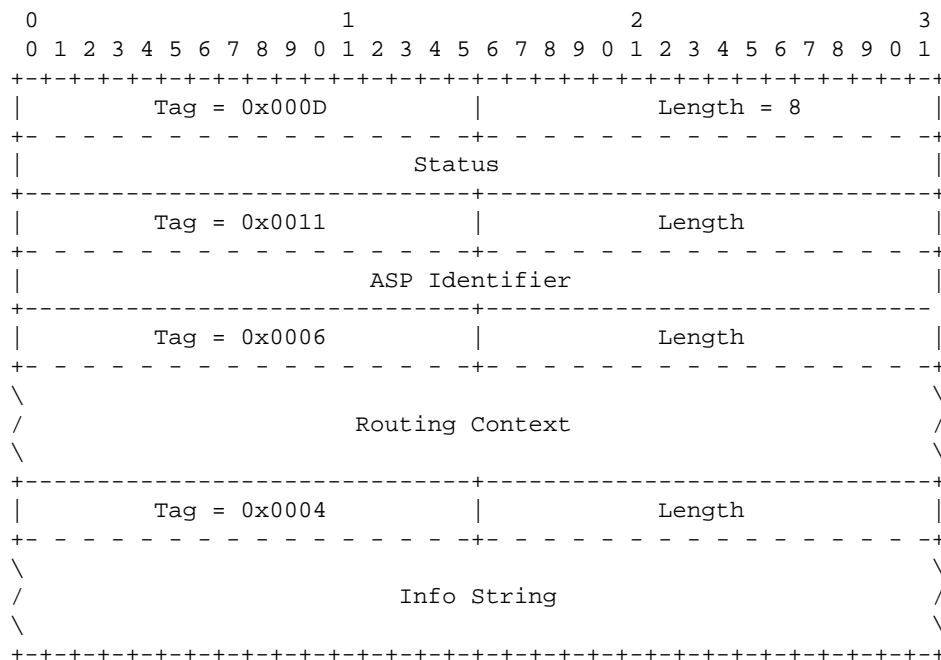 0                   1                   2                   3
0 1 2 3 4 5 6 7 8 9 0 1 2 3 4 5 6 7 8 9 0 1 2 3 4 5 6 7 8 9 0 1
+-+-+-+-+-+-+-+-+-+-+-+-+-+-+-+-+-+-+-+-+-+-+-+-+-+-+-+-+-+-+-+-+
|         Tag = 0x000D          |            Length = 8         |
+- - - - - - - - - - - - - - - -+- - - - - - - - - - - - - - - -+
|                           Status                              |
+-------------------------------+-------------------------------+
|         Tag = 0x0011          |            Length             |
+- - - - - - - - - - - - - - - -+- - - - - - - - - - - - - - - -+
|                        ASP Identifier                         |
+-------------------------------+-------------------------------
|         Tag = 0x0006          |            Length             |
+- - - - - - - - - - - - - - - -+- - - - - - - - - - - - - - - -+
\                                                               \
/                       Routing Context                         /
\                                                               \
+-------------------------------+-------------------------------+
|         Tag = 0x0004          |            Length             |
+- - - - - - - - - - - - - - - -+- - - - - - - - - - - - - - - -+
\                                                               \
/                          Info String                          /
\                                                               \
+-+-+-+-+-+-+-+-+-+-+-+-+-+-+-+-+-+-+-+-+-+-+-+-+-+-+-+-+-+-+-+-+